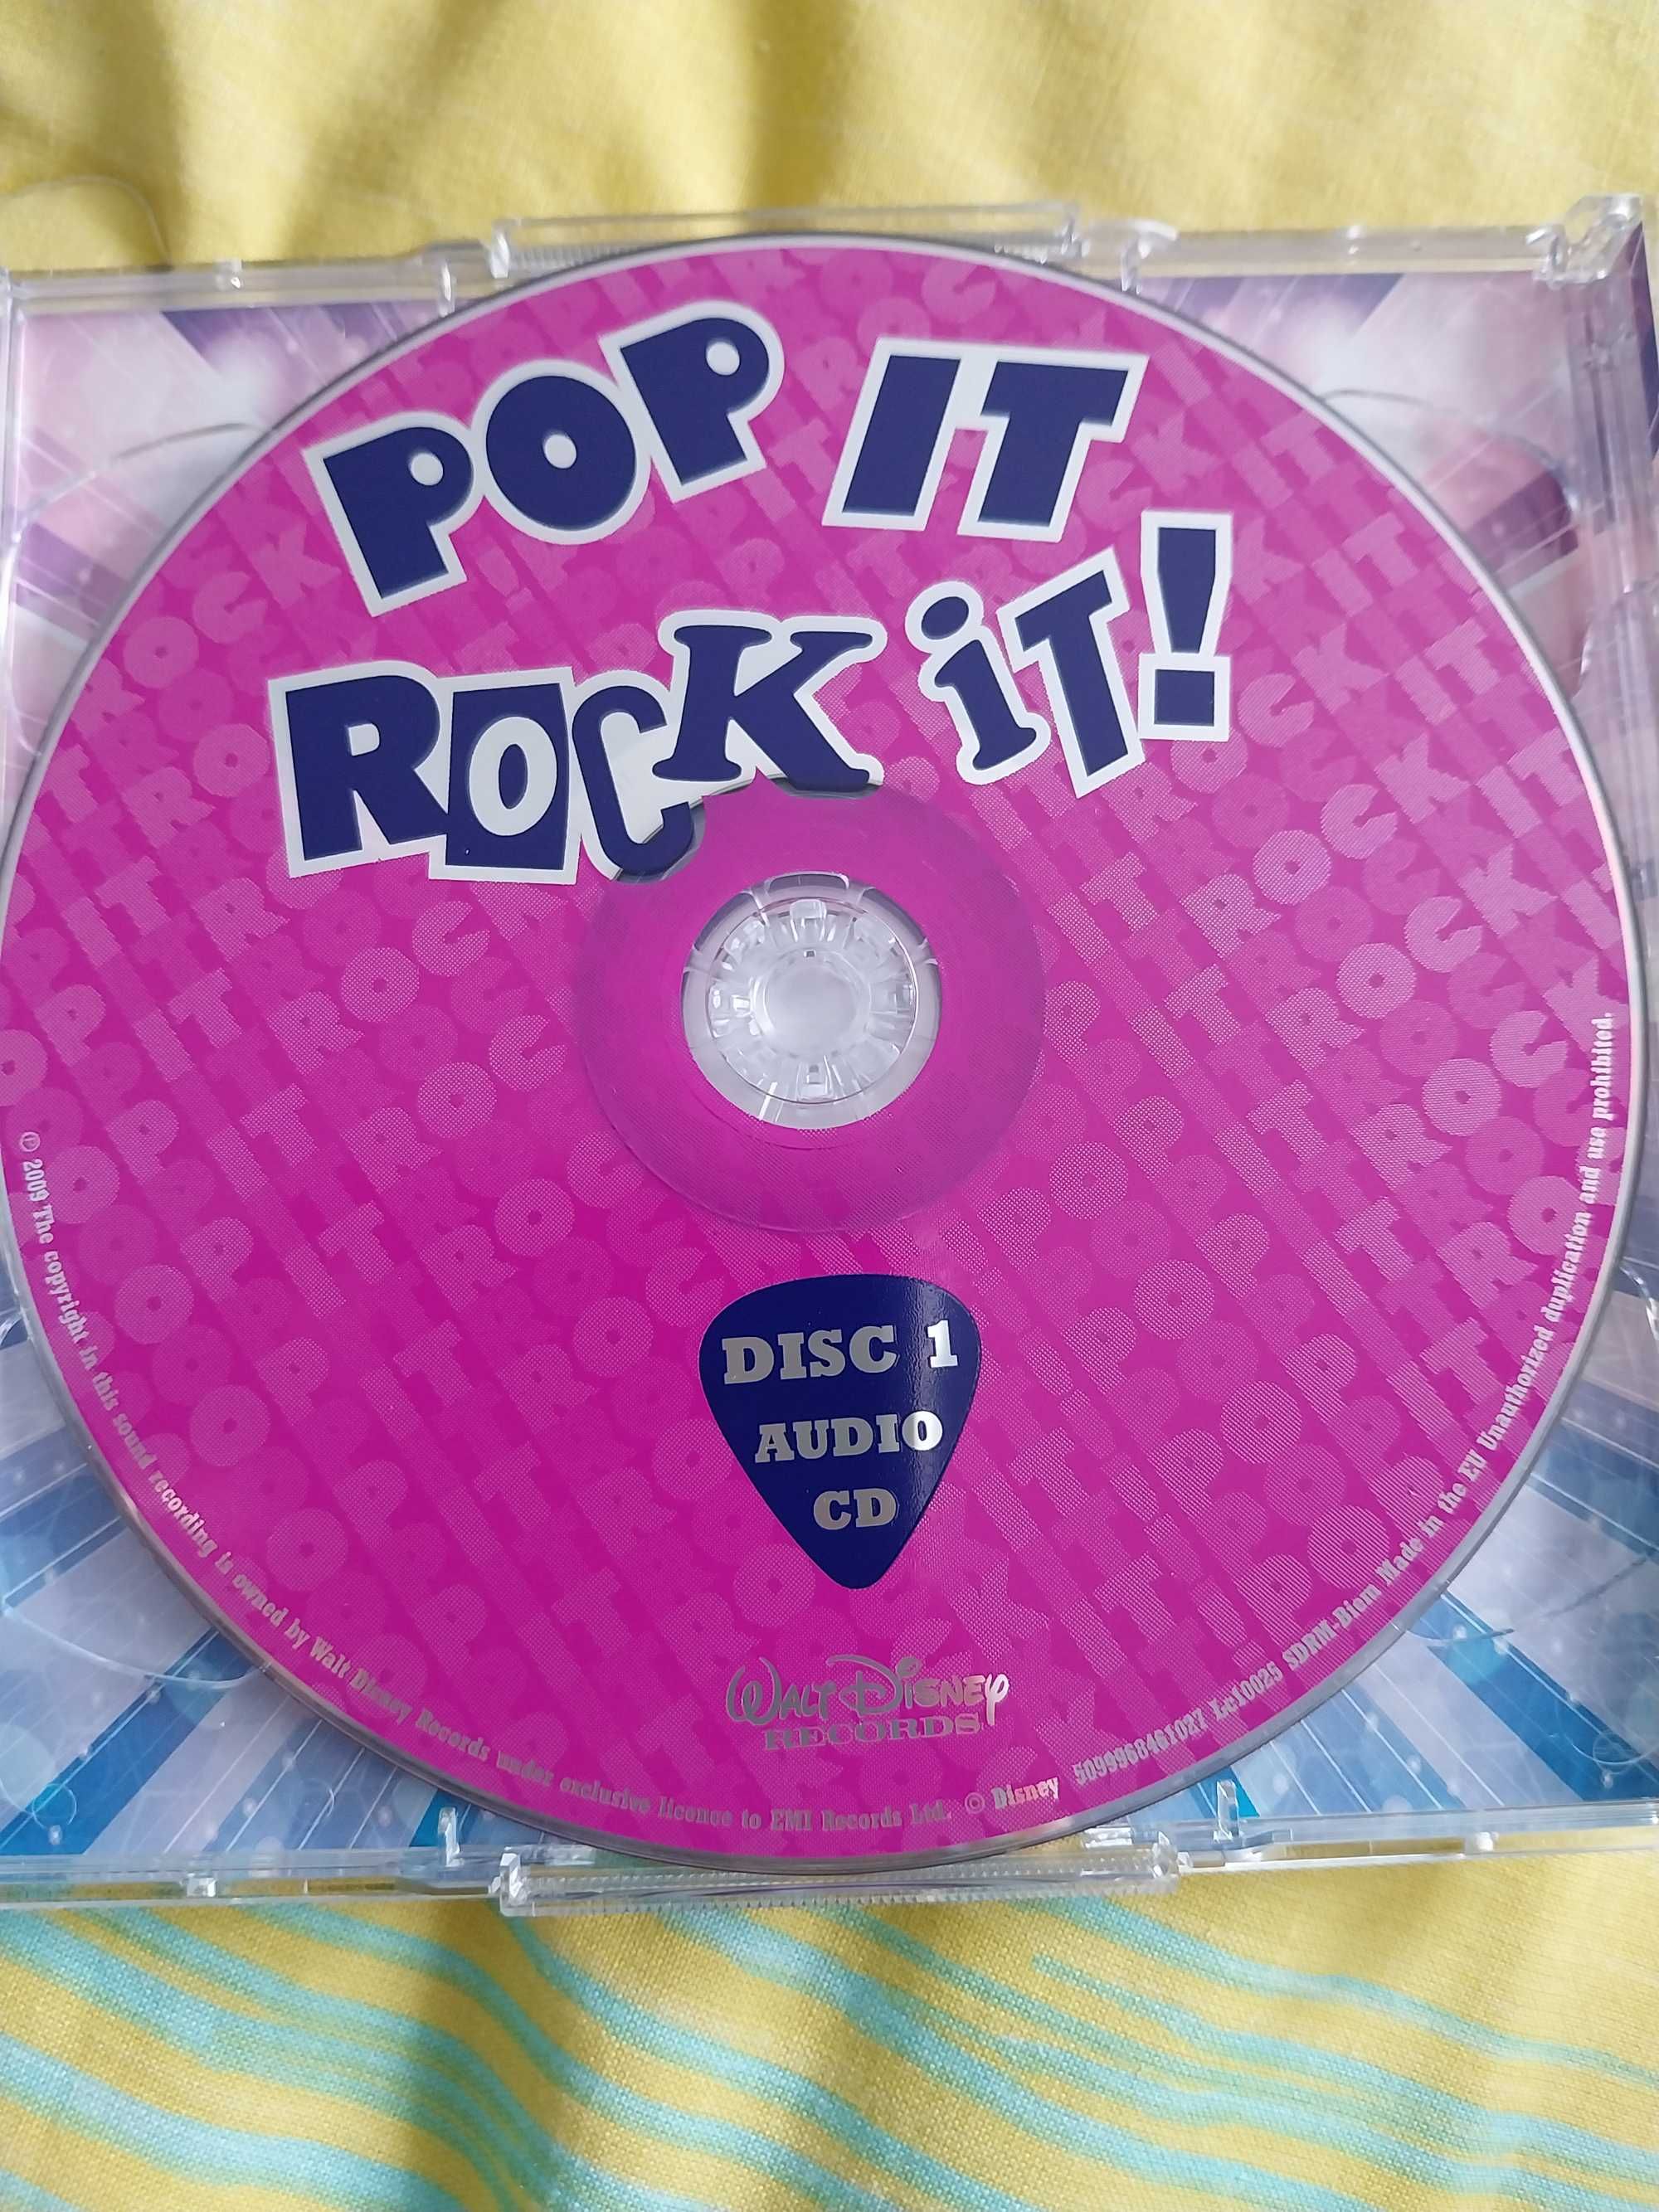 POP IT
ROCK iT!
DISC 1
AUDIO
CD
WALT DISNEY
RECORDS
℗ 2009 The copyright in this sound recording is owned by Walt Disney Records under exclusive licence to EMI Records Ltd. © Disney 5099968461027 LC10025 SDRM-Biem Made in the EU Unauthorized duplication and use prohibited.